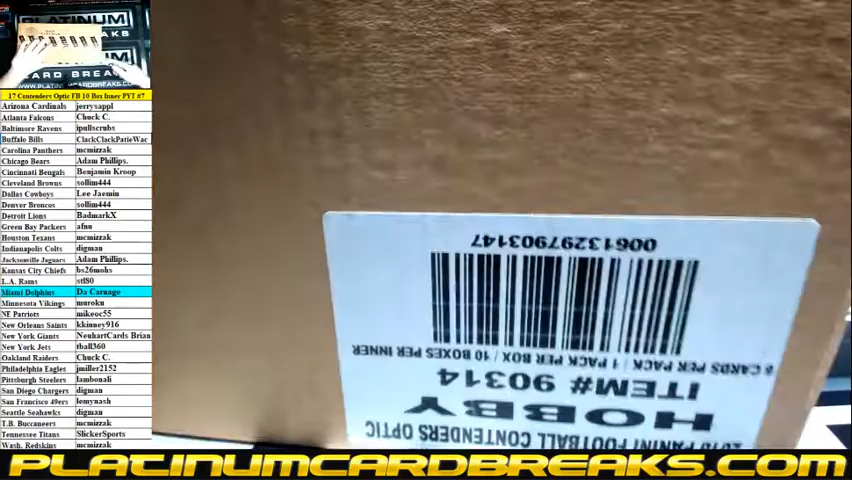 PLATINUM
CARD BREAKS
17 Contenders Optic FB 10 Box Inner PYT #7
Arizona Cardinals jerrysappl
Atlanta Falcons Chuck C.
Baltimore Ravens ipullscrubs
Buffalo Bills ClackClackPatieWac
Carolina Panthers mcmizzak
Chicago Bears Adam Phillips.
Cincinnati Bengals Benjamin Kroop
Cleveland Browns sollim444
Dallas Cowboys Lee Jaemin
Denver Broncos sollim444
Detroit Lions BadmarkX
Green Bay Packers afnu
Houston Texans mcmizzak
Indianapolis Colts digman
Jacksonville Jaguars Adam Phillips.
Kansas City Chiefs bs26mohs
L.A. Rams stl80
Miami Dolphins Da Carnage
Minnesota Vikings muroku
NE Patriots mikeoc55
New Orleans Saints kkinney916
New York Giants NeuhartCards Brian
New York Jets tball360
Oakland Raiders Chuck C.
Philadelphia Eagles jmiller2152
Pittsburgh Steelers Iambonali
San Diego Chargers digman
San Francisco 49ers lemynash
Seattle Seahawks digman
T.B. Buccaneers mcmizzak
Tennessee Titans SlickerSports
Wash. Redskins mcmizzak
PANINI FOOTBALL CONTENDERS OPTIC
HOBBY
ITEM# 90314
6 CARDS PER PACK / 1 PACK PER BOX / 10 BOXES PER INNER
00613297903147
PLATINUMCARDBREAKS.COM